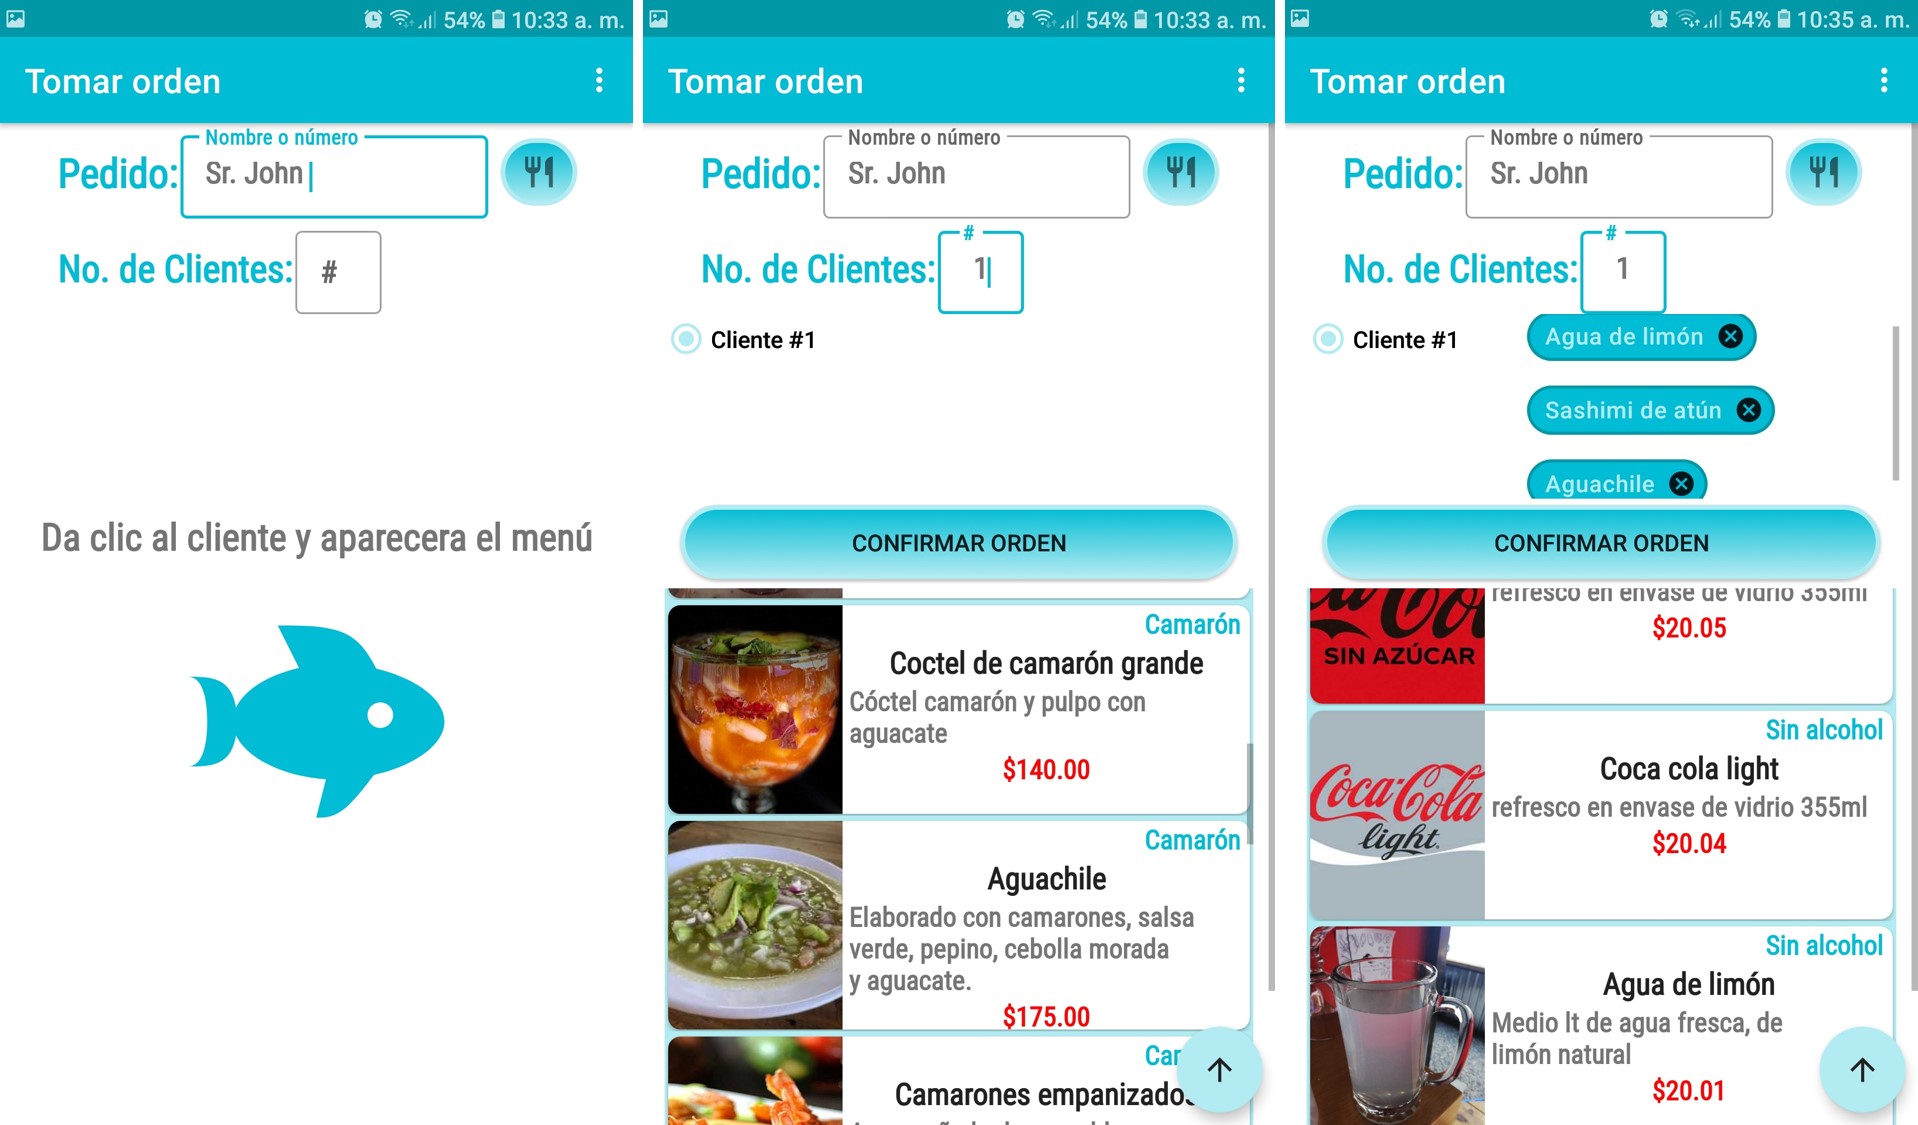 54% 10:33 a. m.
Tomar orden
Nombre o número
Pedido: Sr. John
No. de Clientes: #
Da clic al cliente y aparecera el menú
54% 10:33 a. m.
Tomar orden
Nombre o número
Pedido: Sr. John
#
No. de Clientes: 1
Cliente #1
CONFIRMAR ORDEN
Camarón
Coctel de camarón grande
Cóctel camarón y pulpo con
aguacate
$140.00
Camarón
Aguachile
Elaborado con camarones, salsa
verde, pepino, cebolla morada
y aguacate.
$175.00
Camarones empanizados
54% 10:35 a. m.
Tomar orden
Nombre o número
Pedido: Sr. John
#
No. de Clientes: 1
Cliente #1
Agua de limón
Sashimi de atún
Aguachile
CONFIRMAR ORDEN
refresco en envase de vidrio 355ml
SIN AZÚCAR
$20.05
Sin alcohol
Coca cola light
Coca-Cola
light
refresco en envase de vidrio 355ml
$20.04
Sin alcohol
Agua de limón
Medio lt de agua fresca, de
limón natural
$20.01